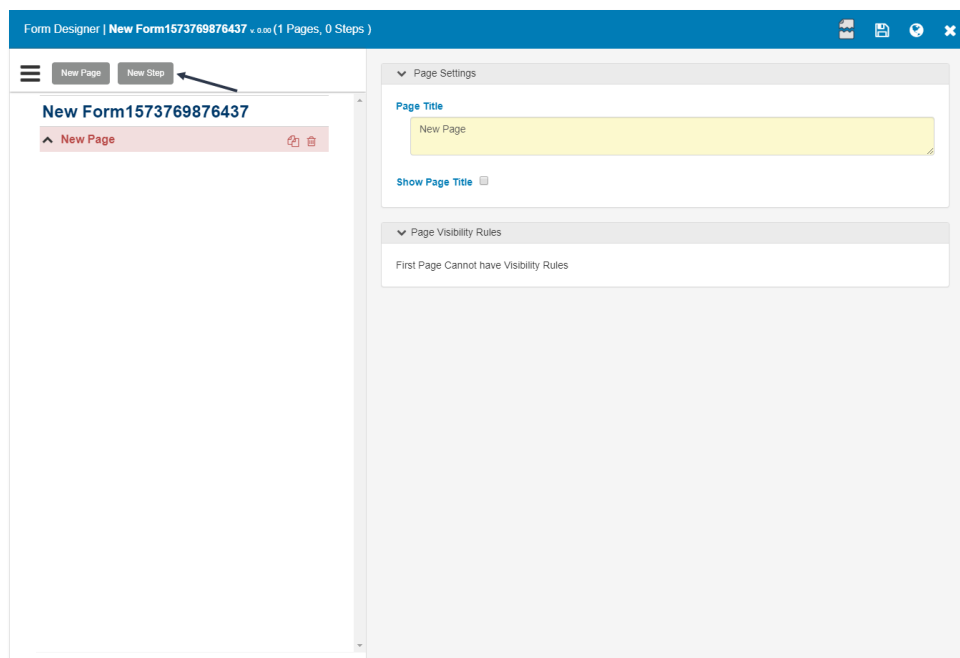 Form Designer | New Form1573769876437 v. 0.00 (1 Pages, 0 Steps )
New Page New Step
New Form1573769876437
New Page
Page Settings
Page Title
New Page
Show Page Title
Page Visibility Rules
First Page Cannot have Visibility Rules